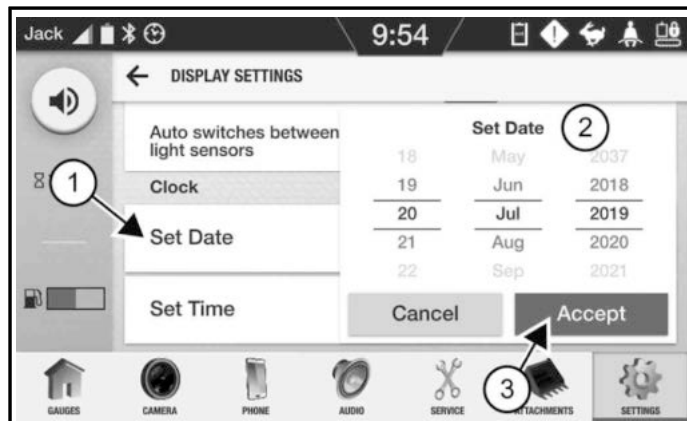 Jack 9:54
DISPLAY SETTINGS
Auto switches between
light sensors
Clock
Set Date
Set Time
1
Set Date 2
18 May 2037
19 Jun 2018
20 Jul 2019
21 Aug 2020
22 Sep 2021
Cancel Accept
3
GAUGES CAMERA PHONE AUDIO SERVICE ATTACHMENTS SETTINGS